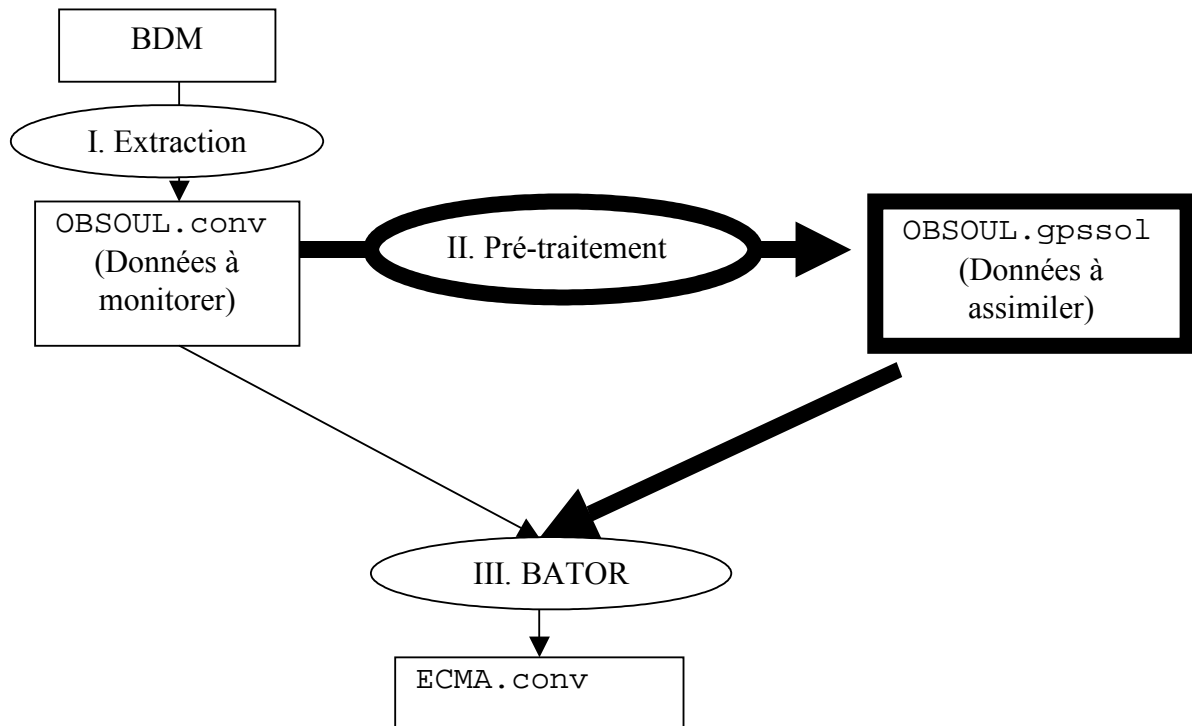 BDM
I. Extraction
OBSOUL.conv
(Données à
monitorer)
II. Pré-traitement
OBSOUL.gpssol
(Données à
assimiler)
III. BATOR
ECMA.conv